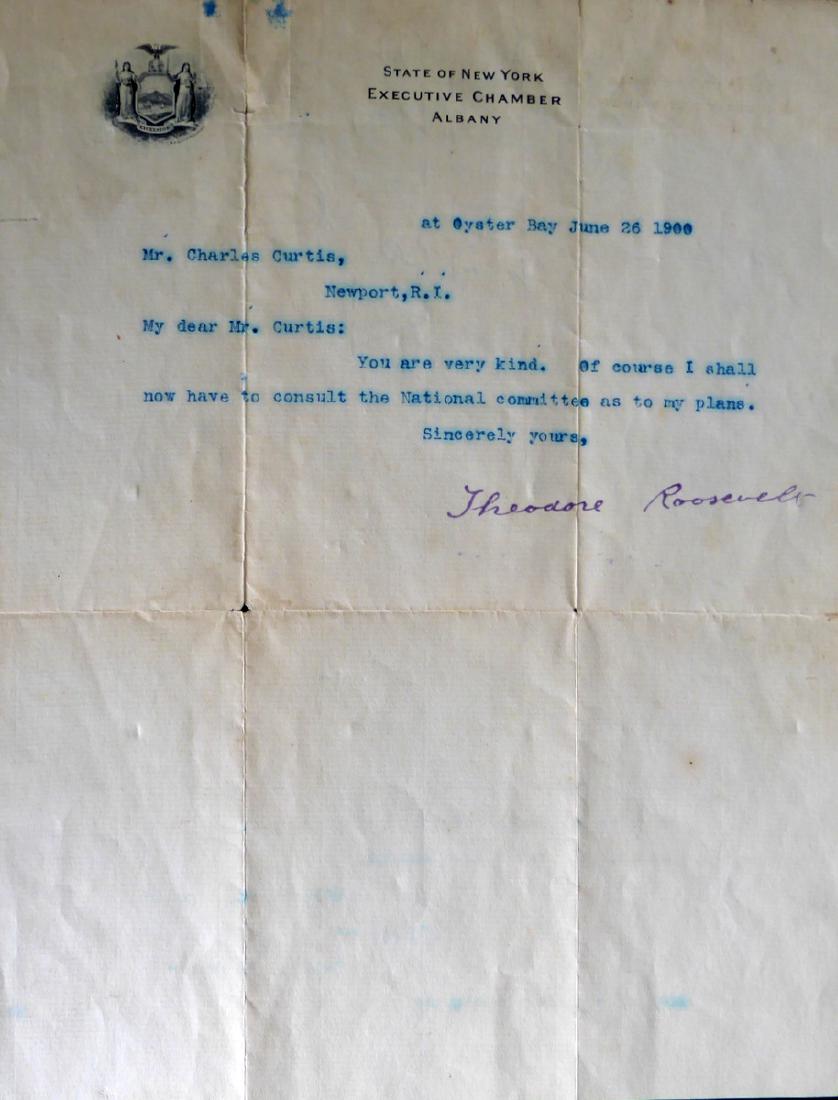 EXCELSIOR
STATE OF NEW YORK
EXECUTIVE CHAMBER
ALBANY
at Oyster Bay June 26 1900
Mr. Charles Curtis,
Newport,R.I.
My dear Mr. Curtis:
You are very kind. Of course I shall
now have to consult the National committee as to my plans.
Sincerely yours,
Theodore Roosevelt